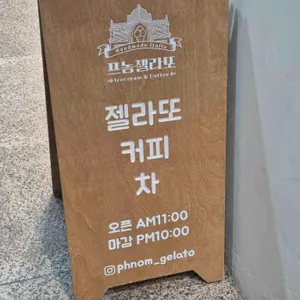 Handmade Italy
프놈젤라또
Icecream & Coffee
젤라또
커피
차
오픈 AM11:00
마감 PM10:00
phnom_gelato